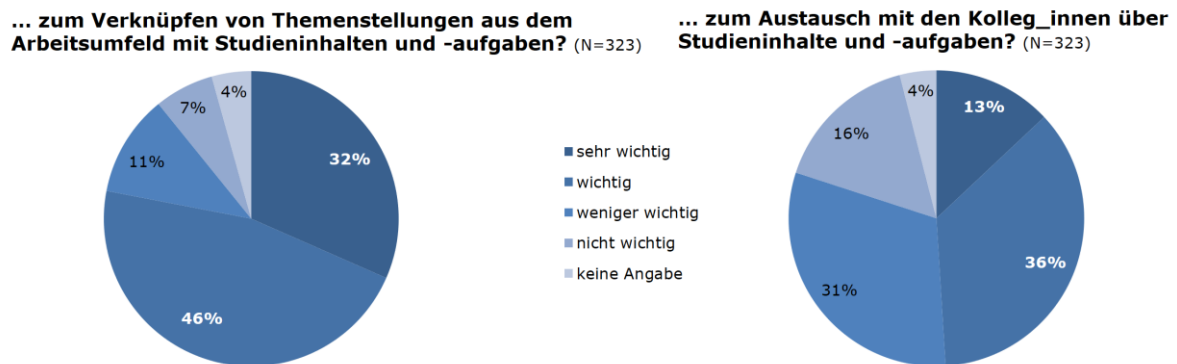 ... zum Verknüpfen von Themenstellungen aus dem
Arbeitsumfeld mit Studieninhalten und -aufgaben? (N=323)
4%
7%
11%
32%
46%
sehr wichtig
wichtig
weniger wichtig
nicht wichtig
keine Angabe
... zum Austausch mit den Kolleg_innen über
Studieninhalte und -aufgaben? (N=323)
4%
13%
16%
36%
31%